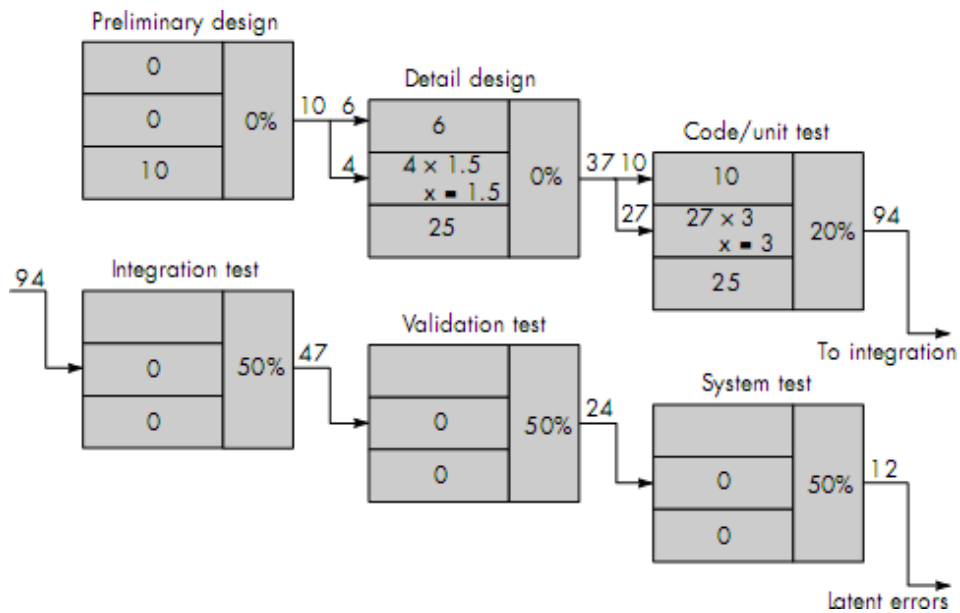 Preliminary design
0
0
10
0%
10 6
4
Detail design
6
4 × 1.5
x = 1.5
25
0%
37 10
27
Code/unit test
10
27 × 3
x = 3
25
20%
94
To integration
94
Integration test
0
0
50%
47
Validation test
0
0
50%
24
System test
0
0
50%
12
Latent errors